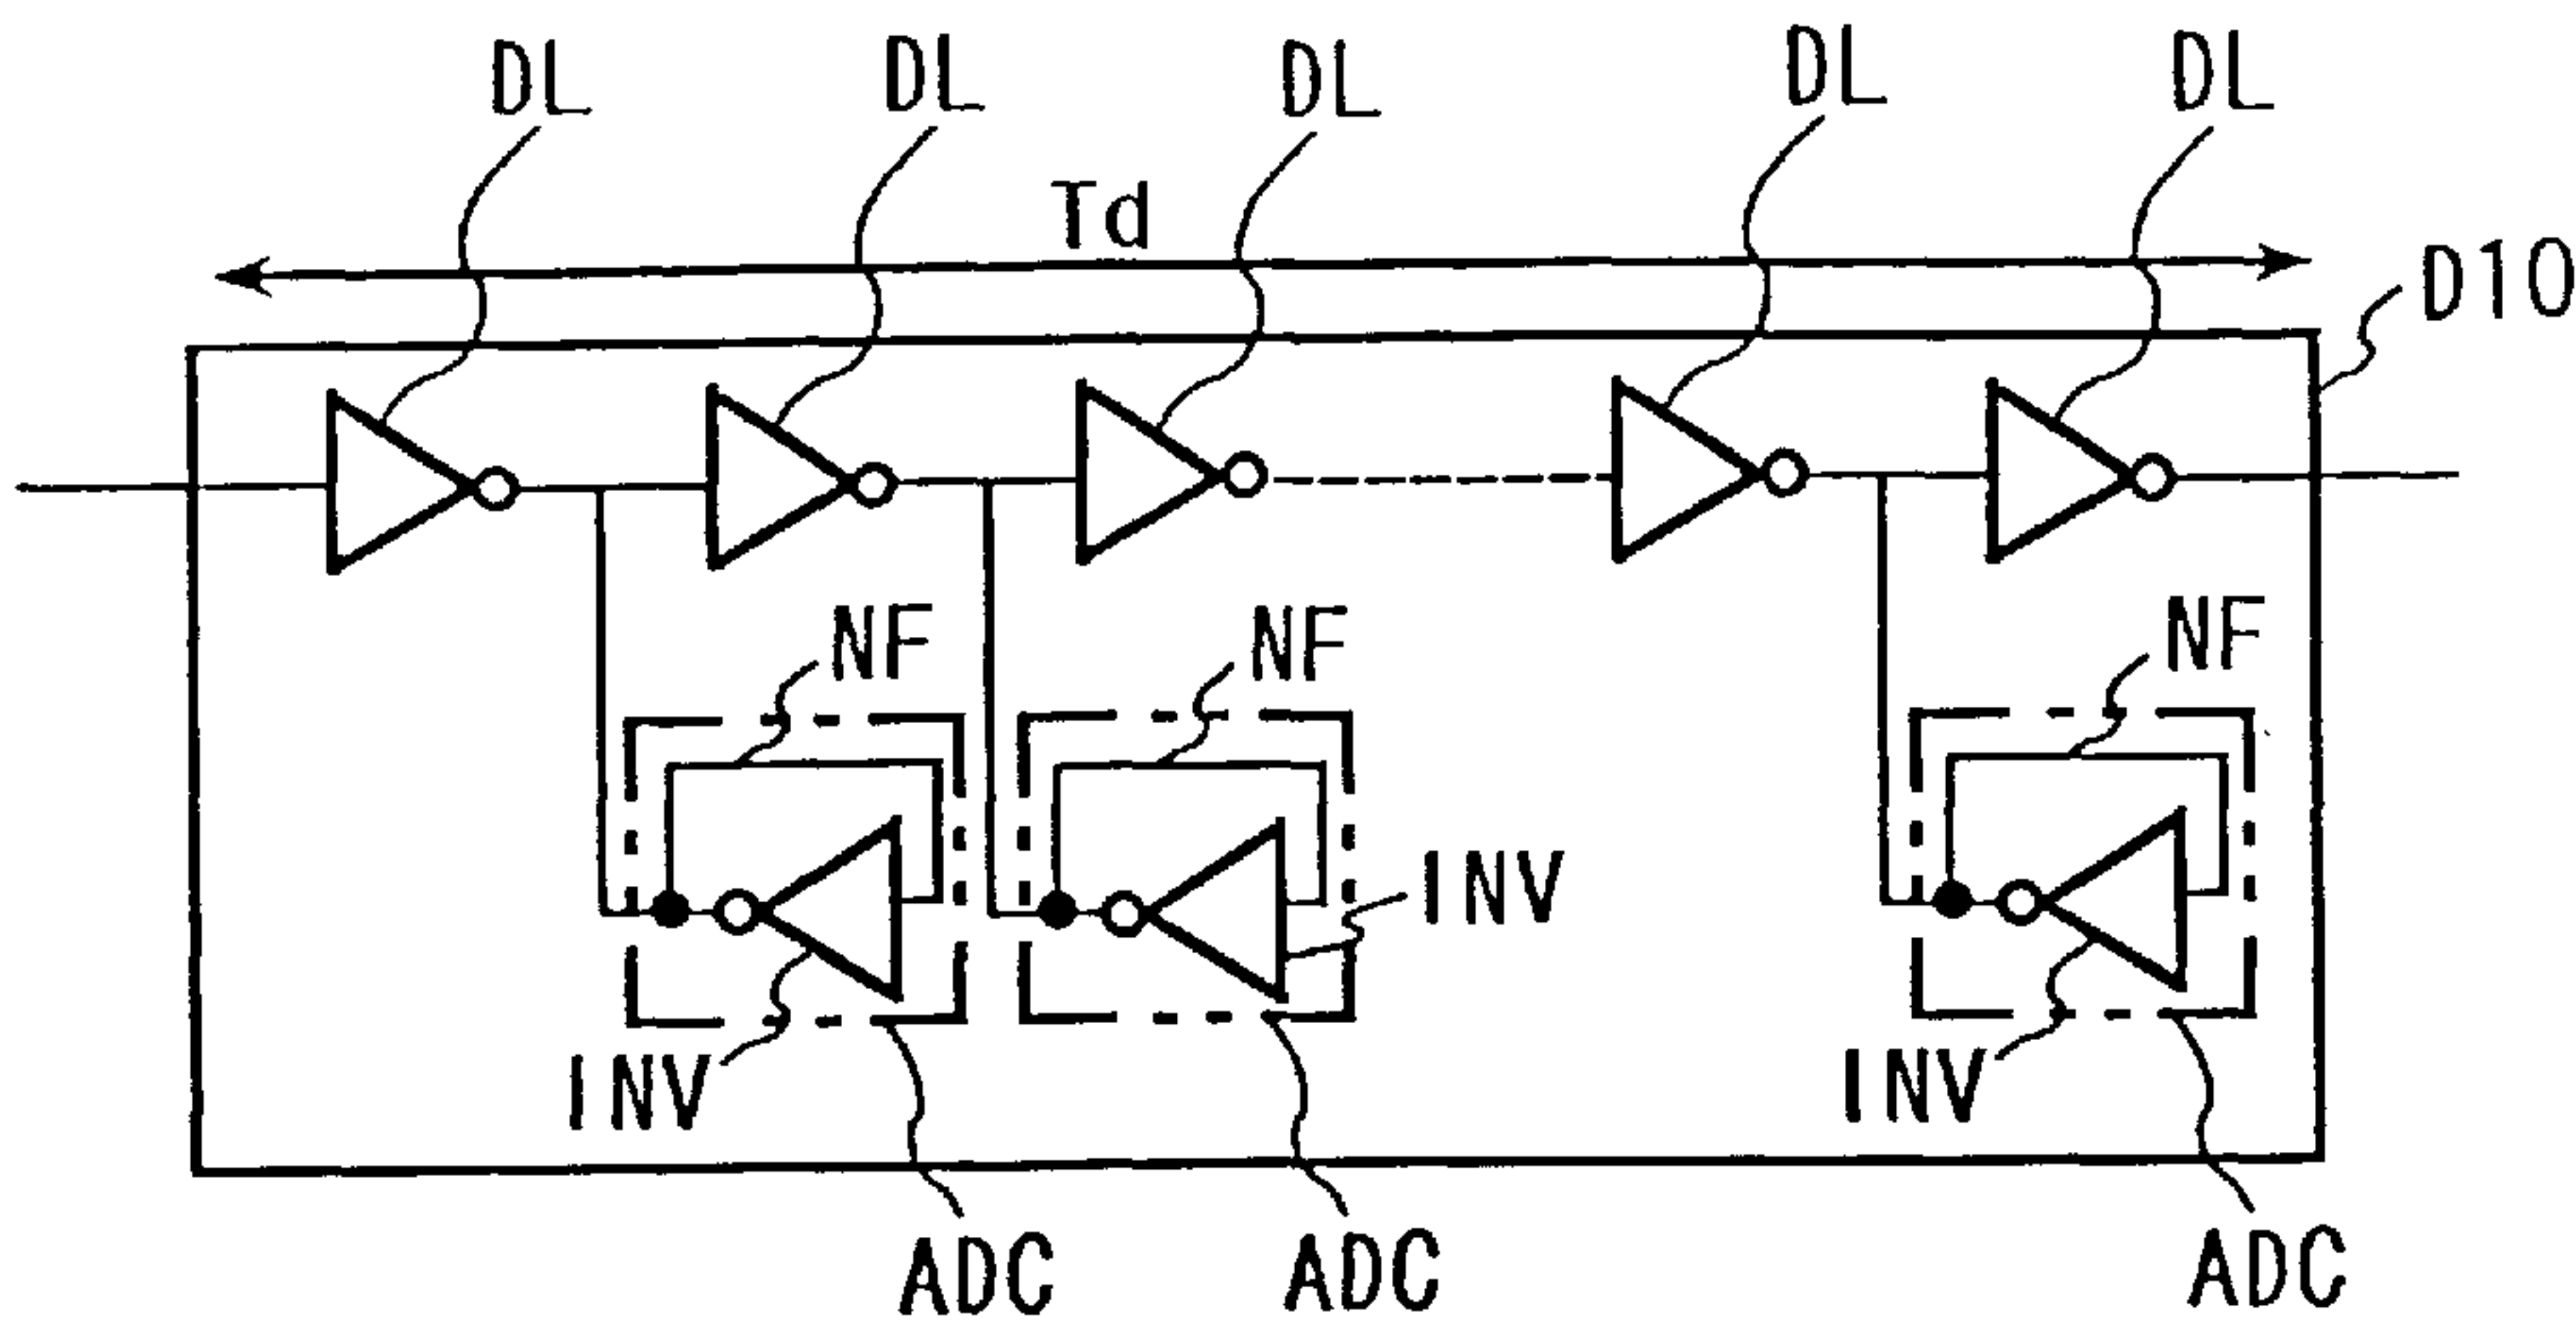 DL DL DL DL DL
Td
D10
NF NF NF
INV
INV INV
ADC ADC ADC